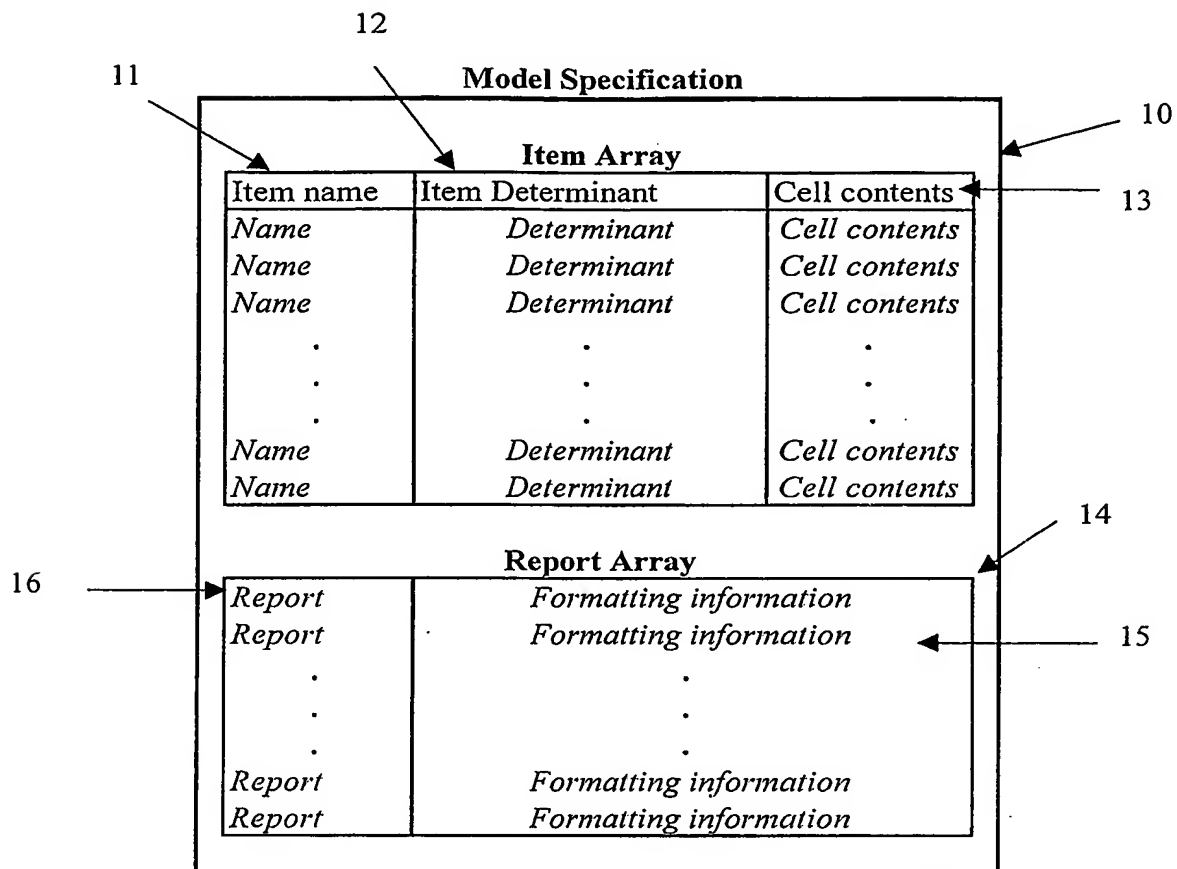 12
11
Model Specification
10
Item Array
Item name Item Determinant Cell contents
13
Name Determinant Cell contents
Name Determinant Cell contents
Name Determinant Cell contents
. . .
. . .
. . .
Name Determinant Cell contents
Name Determinant Cell contents
14
Report Array
16
Report Formatting information
Report Formatting information
15
. .
. .
. .
Report Formatting information
Report Formatting information